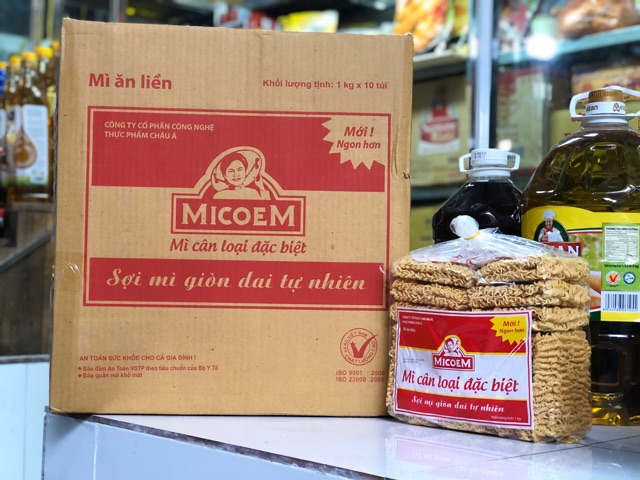 Mì ăn liền
Khối lượng tịnh: 1 kg x 10 túi
CÔNG TY CỔ PHẦN CÔNG NGHỆ
THỰC PHẨM CHÂU Á
Mới !
Ngon hơn
MICOEM
Mì cân loại đặc biệt
Sợi mì giòn dai tự nhiên
AN TOÀN SỨC KHỎE CHO CẢ GIA ĐÌNH !
• Bảo đảm An Toàn VSTP theo tiêu chuẩn của Bộ Y Tế
• Bảo quản nơi khô mát
ISO 9001 : 2008
ISO 22000 : 2005
Mới !
Ngon hơn
MICOEM
Mì cân loại đặc biệt
Sợi mì giòn dai tự nhiên